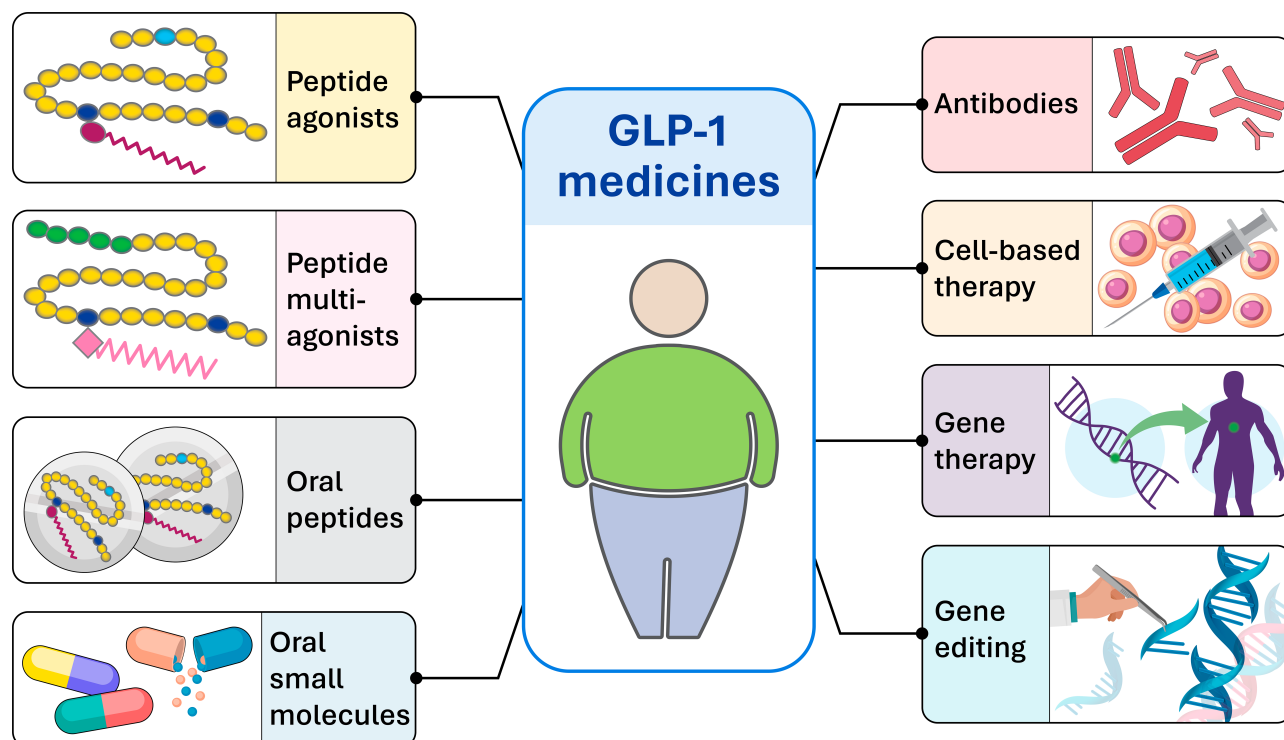 GLP-1
medicines
Peptide
agonists
Peptide
multi-
agonists
Oral
peptides
Oral
small
molecules
Antibodies
Cell-based
therapy
Gene
therapy
Gene
editing